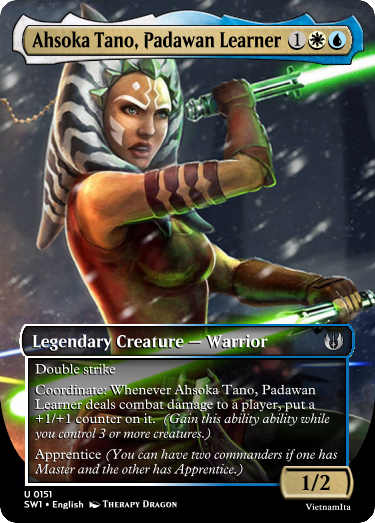 Ahsoka Tano, Padawan Learner 1
Legendary Creature — Warrior
Double strike
Coordinate: Whenever Ahsoka Tano, Padawan
Learner deals combat damage to a player, put a
+1/+1 counter on it. (Gain this ability ability while
you control 3 or more creatures.)
Apprentice (You can have two commanders if one has
Master and the other has Apprentice.)
1/2
U 0151
SW1 • English Therapy Dragon
VietnamIta